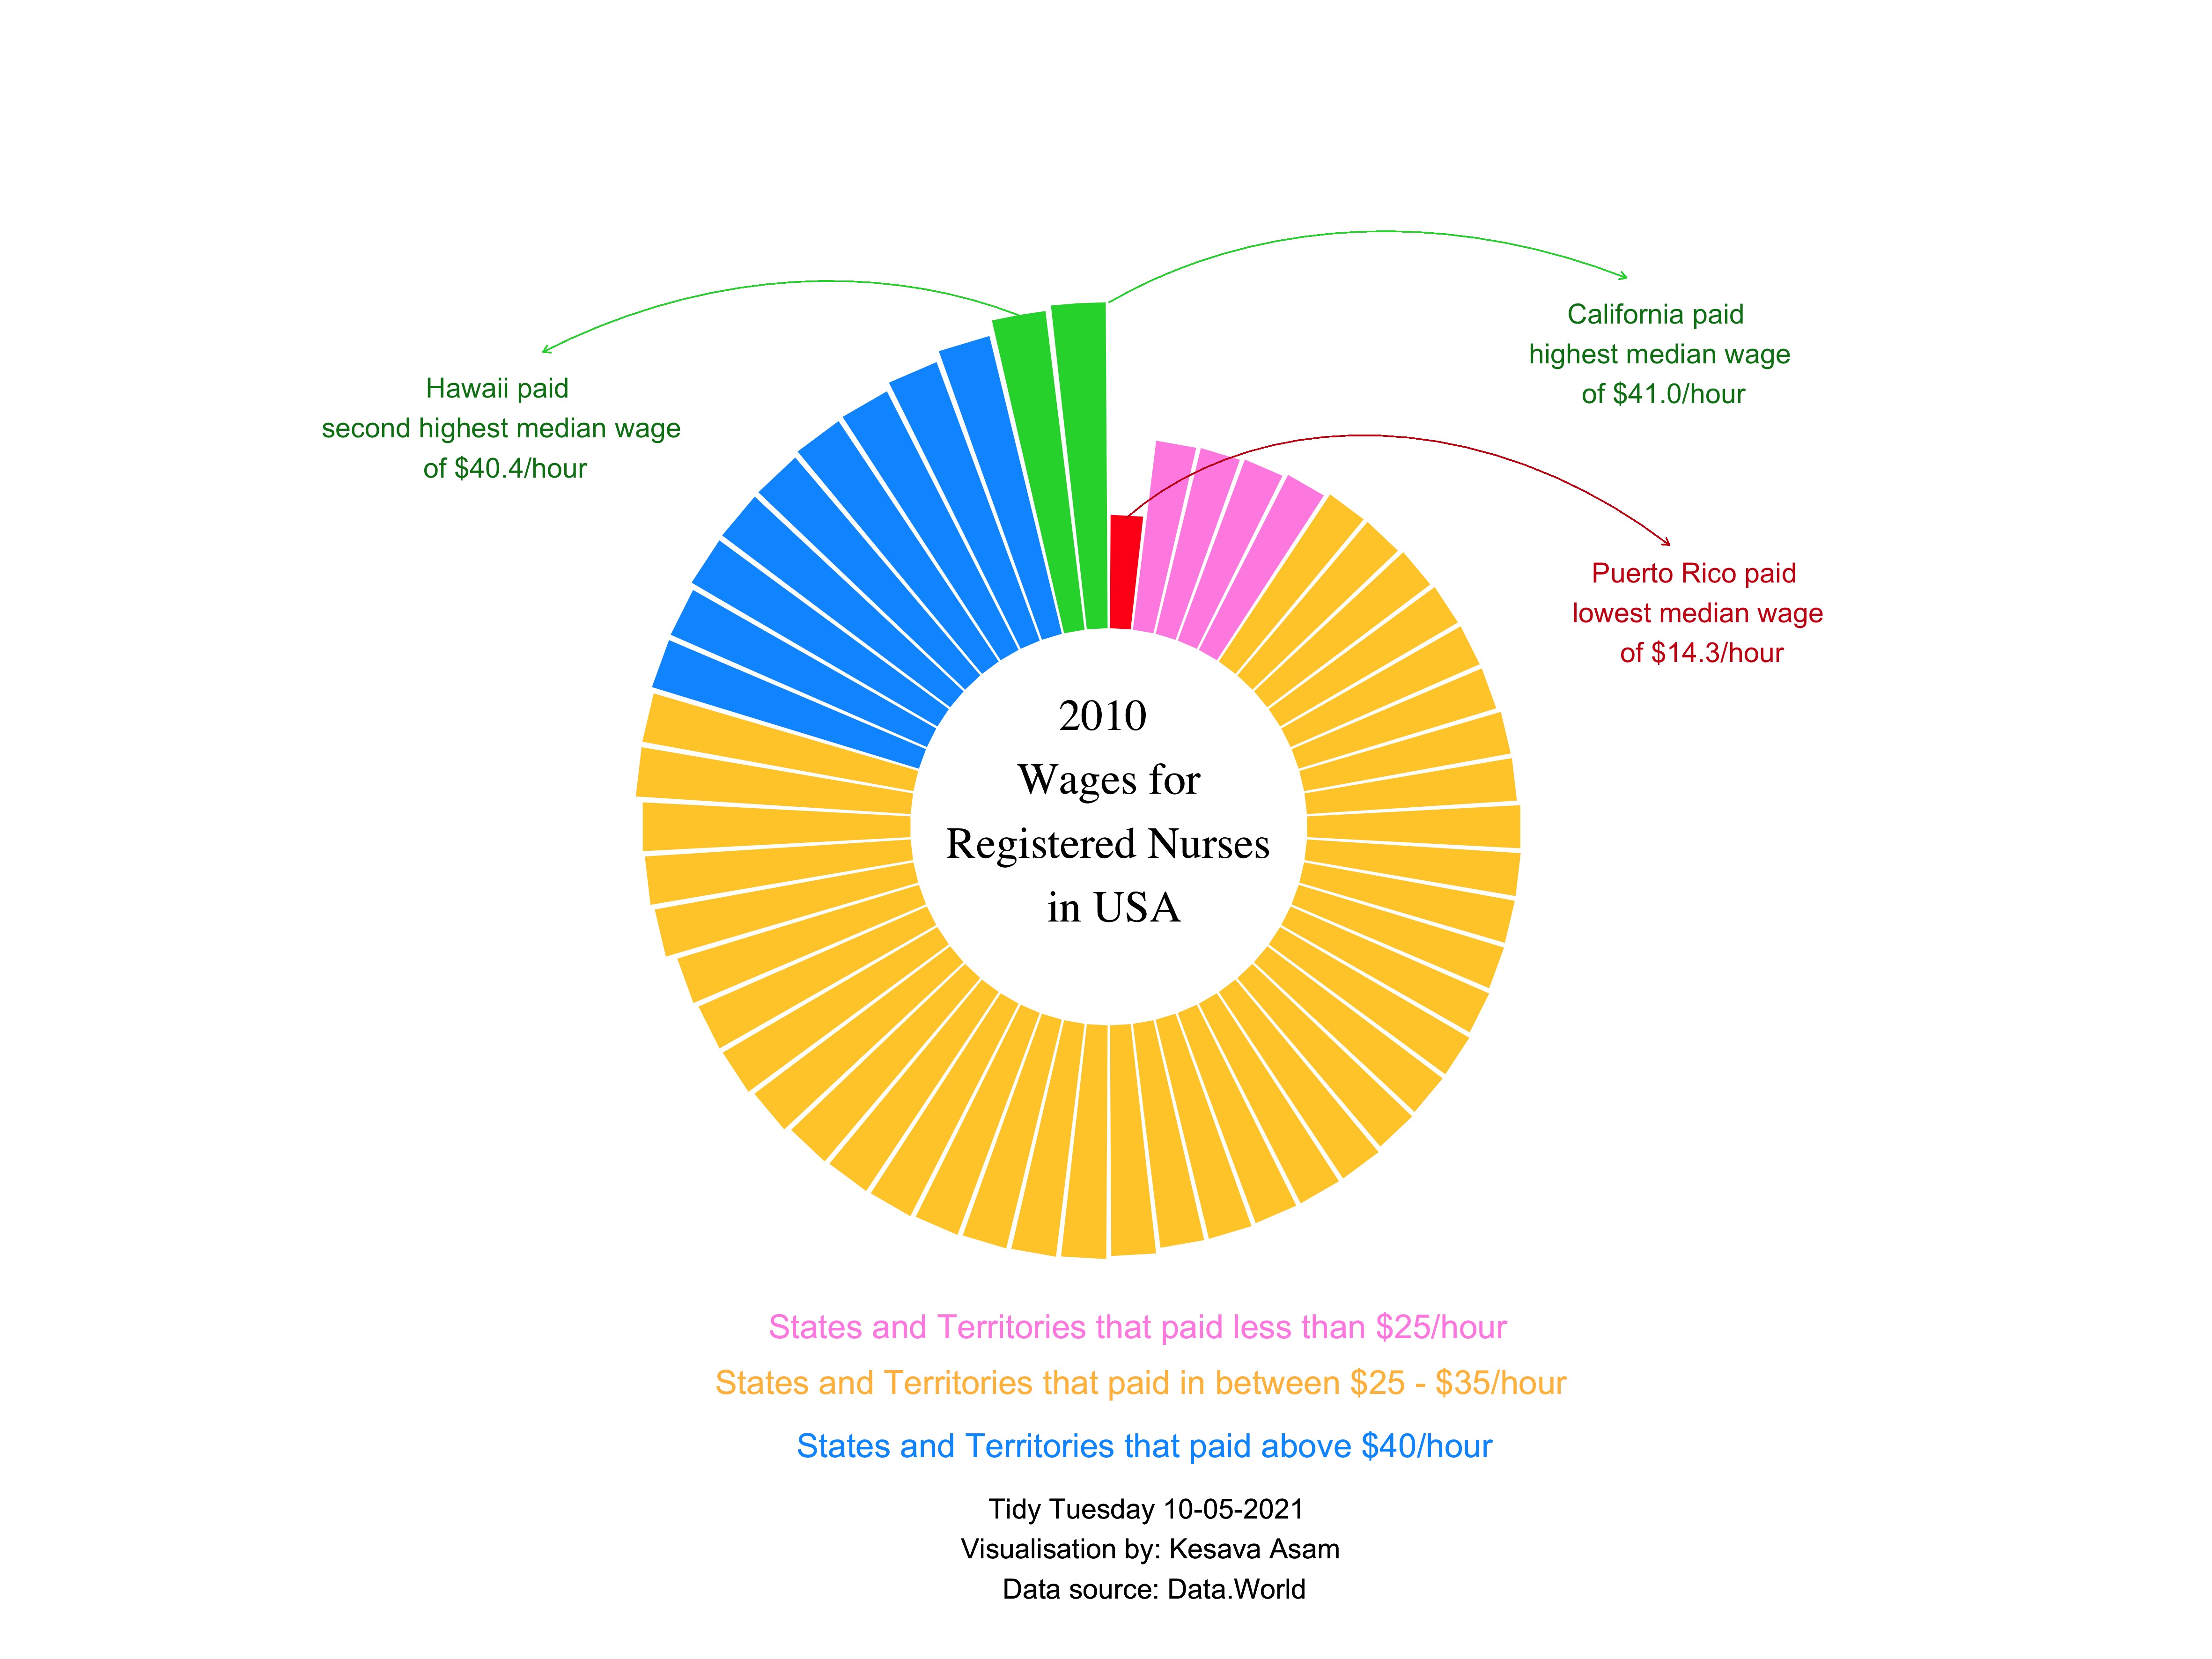 California paid
highest median wage
of $41.0/hour
Hawaii paid
second highest median wage
of $40.4/hour
Puerto Rico paid
lowest median wage
of $14.3/hour
2010
Wages for
Registered Nurses
in USA
States and Territories that paid less than $25/hour
States and Territories that paid in between $25 - $35/hour
States and Territories that paid above $40/hour
Tidy Tuesday 10-05-2021
Visualisation by: Kesava Asam
Data source: Data.World